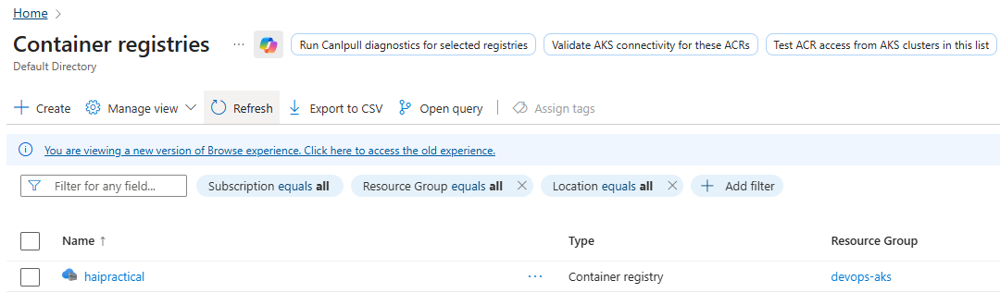 Home
Container registries ... Run CanIpull diagnostics for selected registries Validate AKS connectivity for these ACRs Test ACR access from AKS clusters in this list
Default Directory
Create Manage view Refresh Export to CSV Open query Assign tags
You are viewing a new version of Browse experience. Click here to access the old experience.
Filter for any field... Subscription equals all Resource Group equals all Location equals all Add filter
Name ↑ Type Resource Group
haipractical ... Container registry devops-aks